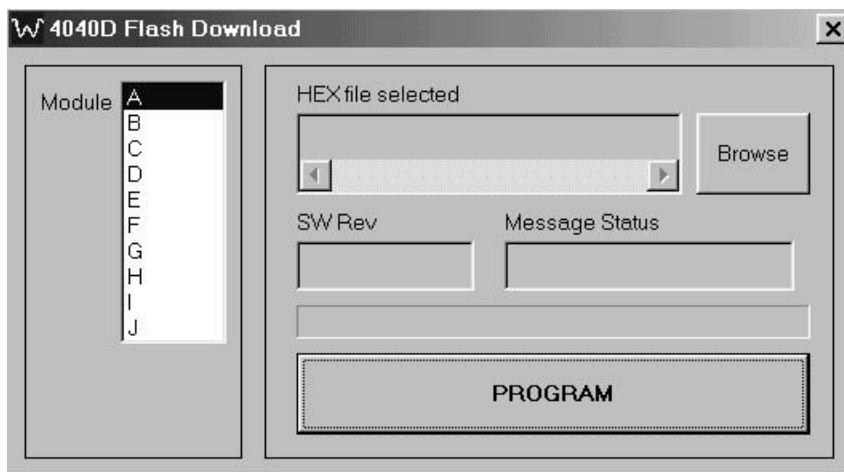 4040D Flash Download
Module
A
B
C
D
E
F
G
H
I
J
HEX file selected
Browse
SW Rev
Message Status
PROGRAM